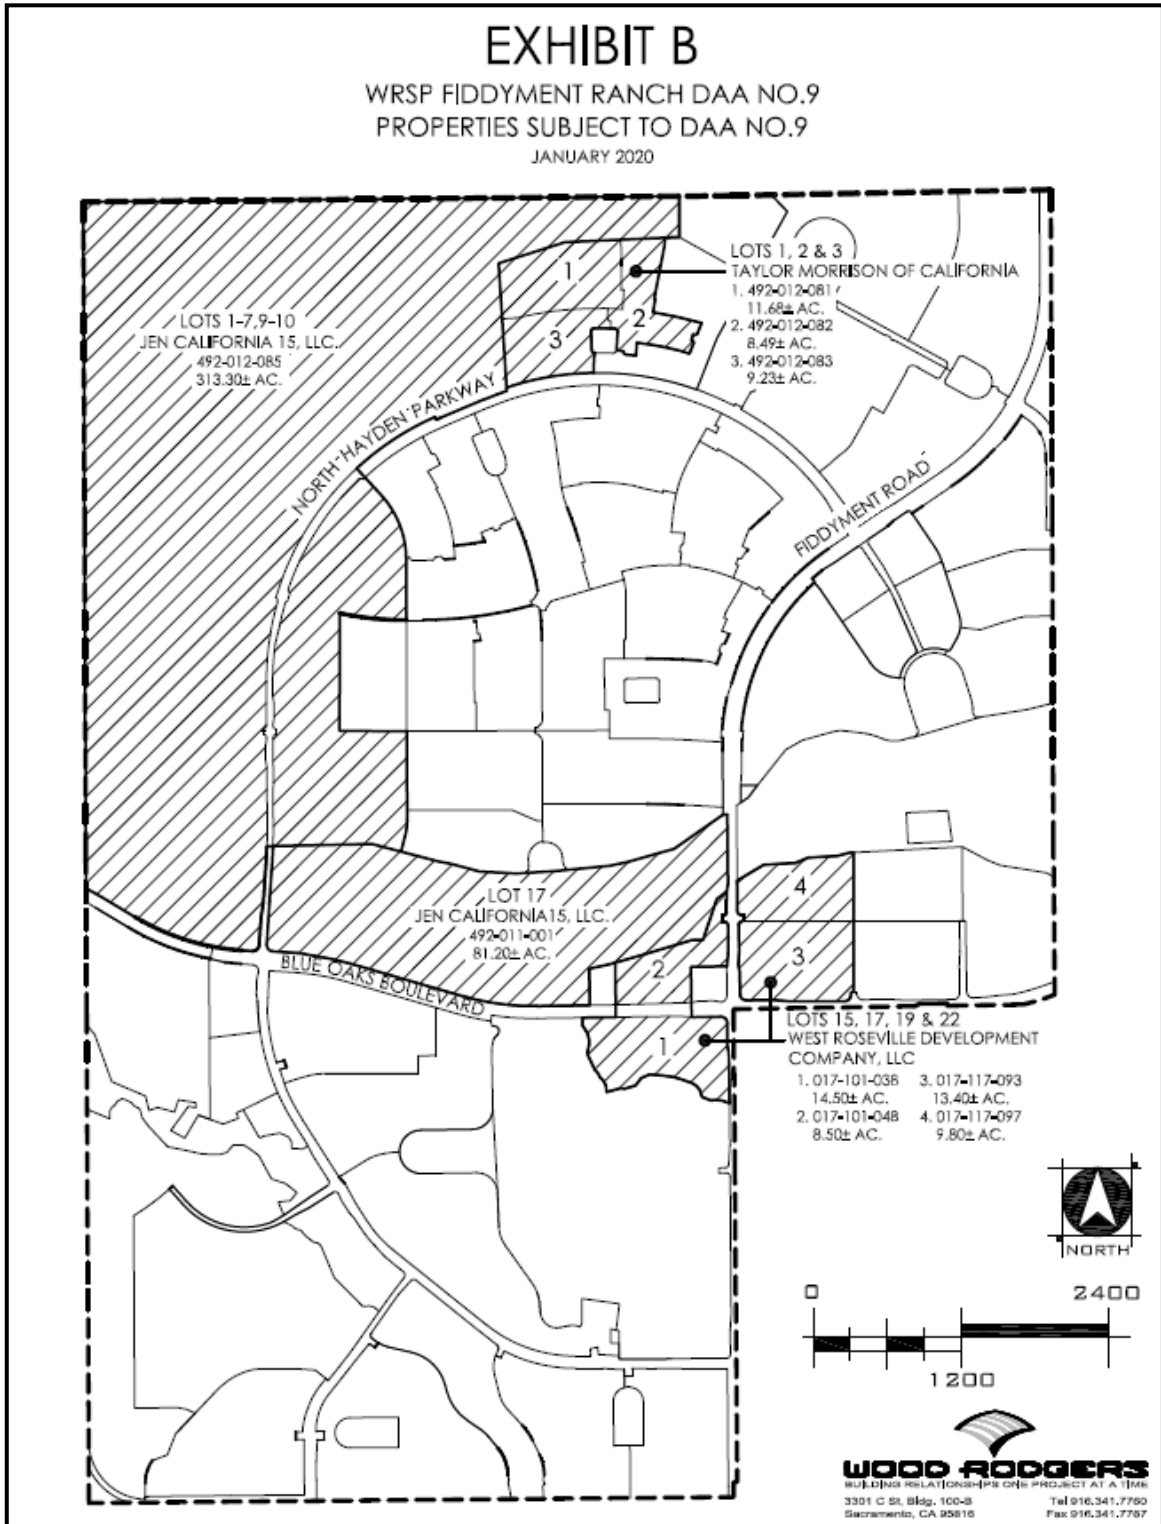 EXHIBIT B
WRSP FIDDYMENT RANCH DAA NO.9
PROPERTIES SUBJECT TO DAA NO.9
JANUARY 2020
LOTS 1-7,9-10
JEN CALIFORNIA 15, LLC.
492-012-085
313.30± AC.
1
2
3
LOTS 1, 2 & 3
TAYLOR MORRISON OF CALIFORNIA
1. 492-012-081
11.68± AC.
2. 492-012-082
8.49± AC.
3. 492-012-083
9.23± AC.
NORTH HAYDEN PARKWAY
FIDDYMENT ROAD
LOT 17
JEN CALIFORNIA15, LLC.
492-011-001
81.20± AC.
BLUE OAKS BOULEVARD
4
3
2
1
LOTS 15, 17, 19 & 22
WEST ROSEVILLE DEVELOPMENT
COMPANY, LLC
1. 017-101-038 3. 017-117-093
14.50± AC. 13.40± AC.
2. 017-101-048 4. 017-117-097
8.50± AC. 9.80± AC.
NORTH
0 2400
1200
WOOD RODGERS
BUILDING RELATIONSHIPS ONE PROJECT AT A TIME
3301 C St, Bldg. 100-B Tel 916.341.7760
Sacramento, CA 95816 Fax 916.341.7767